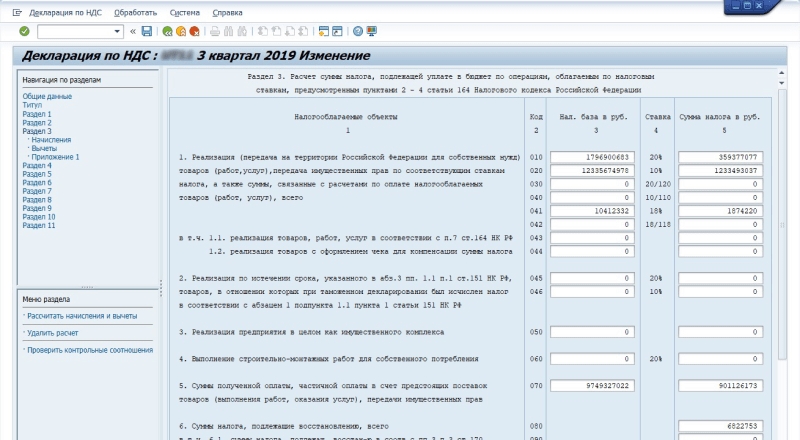 Декларация по НДС Обработать Система Справка
Декларация по НДС : 3 квартал 2019 Изменение
Навигация по разделам
Общие данные
Титул
Раздел 1
Раздел 2
Раздел 3
Начисления
Вычеты
Приложение 1
Раздел 4
Раздел 5
Раздел 6
Раздел 7
Раздел 8
Раздел 9
Раздел 10
Раздел 11
Меню раздела
Рассчитать начисления и вычеты
Удалить расчет
Проверить контрольные соотношения
Раздел 3. Расчет суммы налога, подлежащей уплате в бюджет по операциям, облагаемым по налоговым
ставкам, предусмотренным пунктами 2 - 4 статьи 164 Налогового кодекса Российской Федерации
Налогооблагаемые объекты Код Нал. база в руб. Ставка Сумма налога в руб.
1 2 3 4 5
1. Реализация (передача на территории Российской Федерации для собственных нужд) 010 1796900683 20% 359377077
товаров (работ,услуг),передача имущественных прав по соответствующим ставкам 020 12335674978 10% 1233493037
налога, а также суммы, связанные с расчетами по оплате налогооблагаемых 030 0 20/120 0
товаров (работ, услуг), всего 040 0 10/110 0
041 10412332 18% 1874220
042 0 18/118 0
в т.ч. 1.1. реализация товаров, работ, услуг в соответствии с п.7 ст.164 НК РФ 043 0 0
1.2. реализация товаров с оформлением чека для компенсации суммы налога 044 0 0
2. Реализация по истечении срока, указанного в абз.3 пп. 1.1 п.1 ст.151 НК РФ, 045 0 20% 0
товаров, в отношении которых при таможенном декларировании был исчислен налог 046 0 10% 0
в соответствии с абзацем 1 подпункта 1.1 пункта 1 статьи 151 НК РФ
3. Реализация предприятия в целом как имущественного комплекса 050 0 0
4. Выполнение строительно-монтажных работ для собственного потребления 060 0 20% 0
5. Суммы полученной оплаты, частичной оплаты в счет предстоящих поставок 070 9749327022 901126173
товаров (выполнения работ, оказания услуг), передачи имущественных прав
6. Суммы налога, подлежащие восстановлению, всего 080 6822753